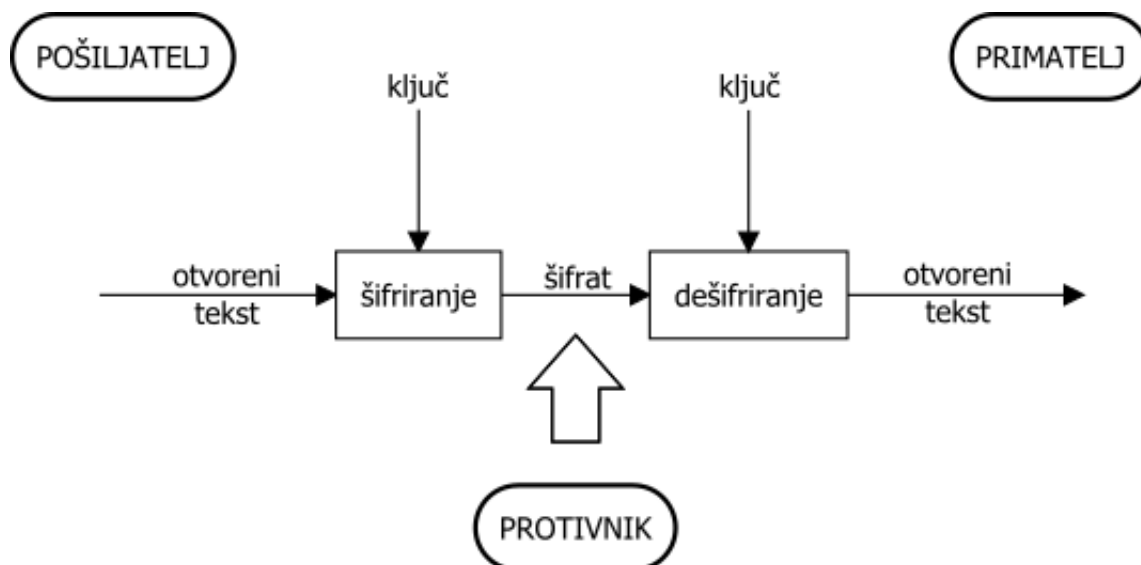 POŠILJATELJ
PRIMATELJ
ključ
ključ
otvoreni
tekst
šifriranje
šifrat
dešifriranje
otvoreni
tekst
PROTIVNIK